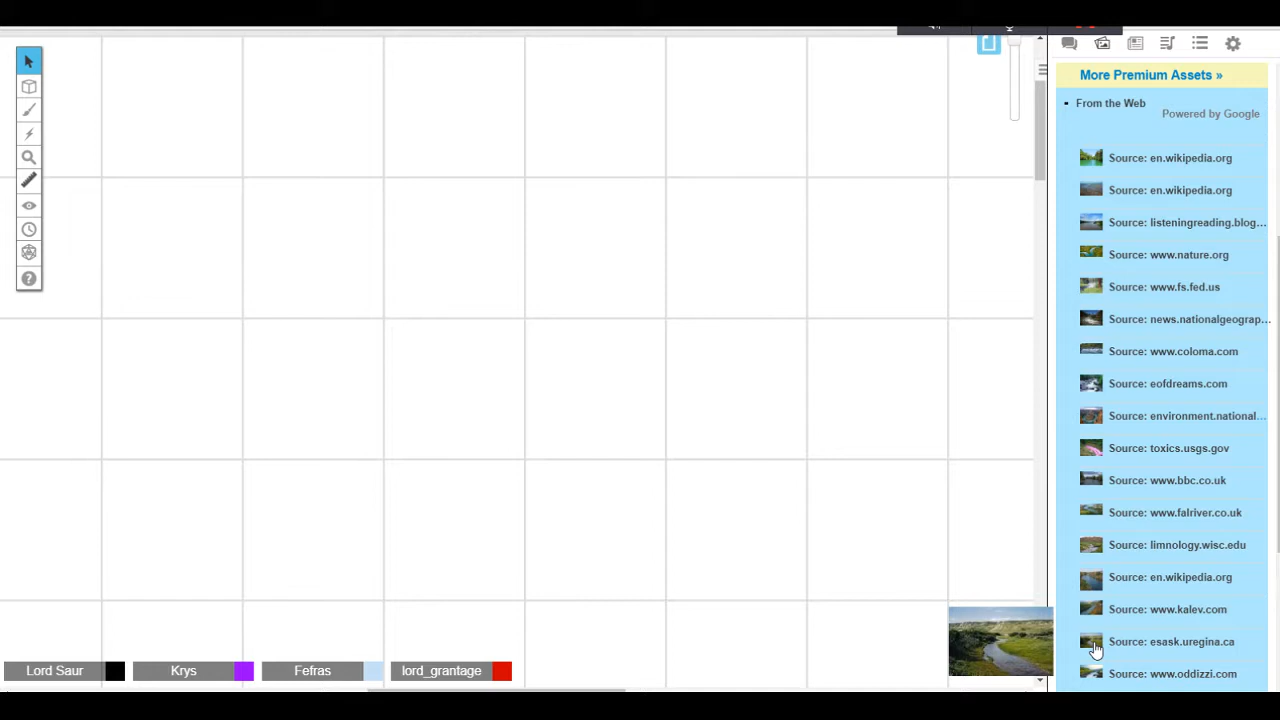 More Premium Assets »
From the Web
Powered by Google
Source: en.wikipedia.org
Source: en.wikipedia.org
Source: listeningreading.blog...
Source: www.nature.org
Source: www.fs.fed.us
Source: news.nationalgeograp...
Source: www.coloma.com
Source: eofdreams.com
Source: environment.national...
Source: toxics.usgs.gov
Source: www.bbc.co.uk
Source: www.falriver.co.uk
Source: limnology.wisc.edu
Source: en.wikipedia.org
Source: www.kalev.com
Source: esask.uregina.ca
Source: www.oddizzi.com
Lord Saur
Krys
Fefras
lord_grantage